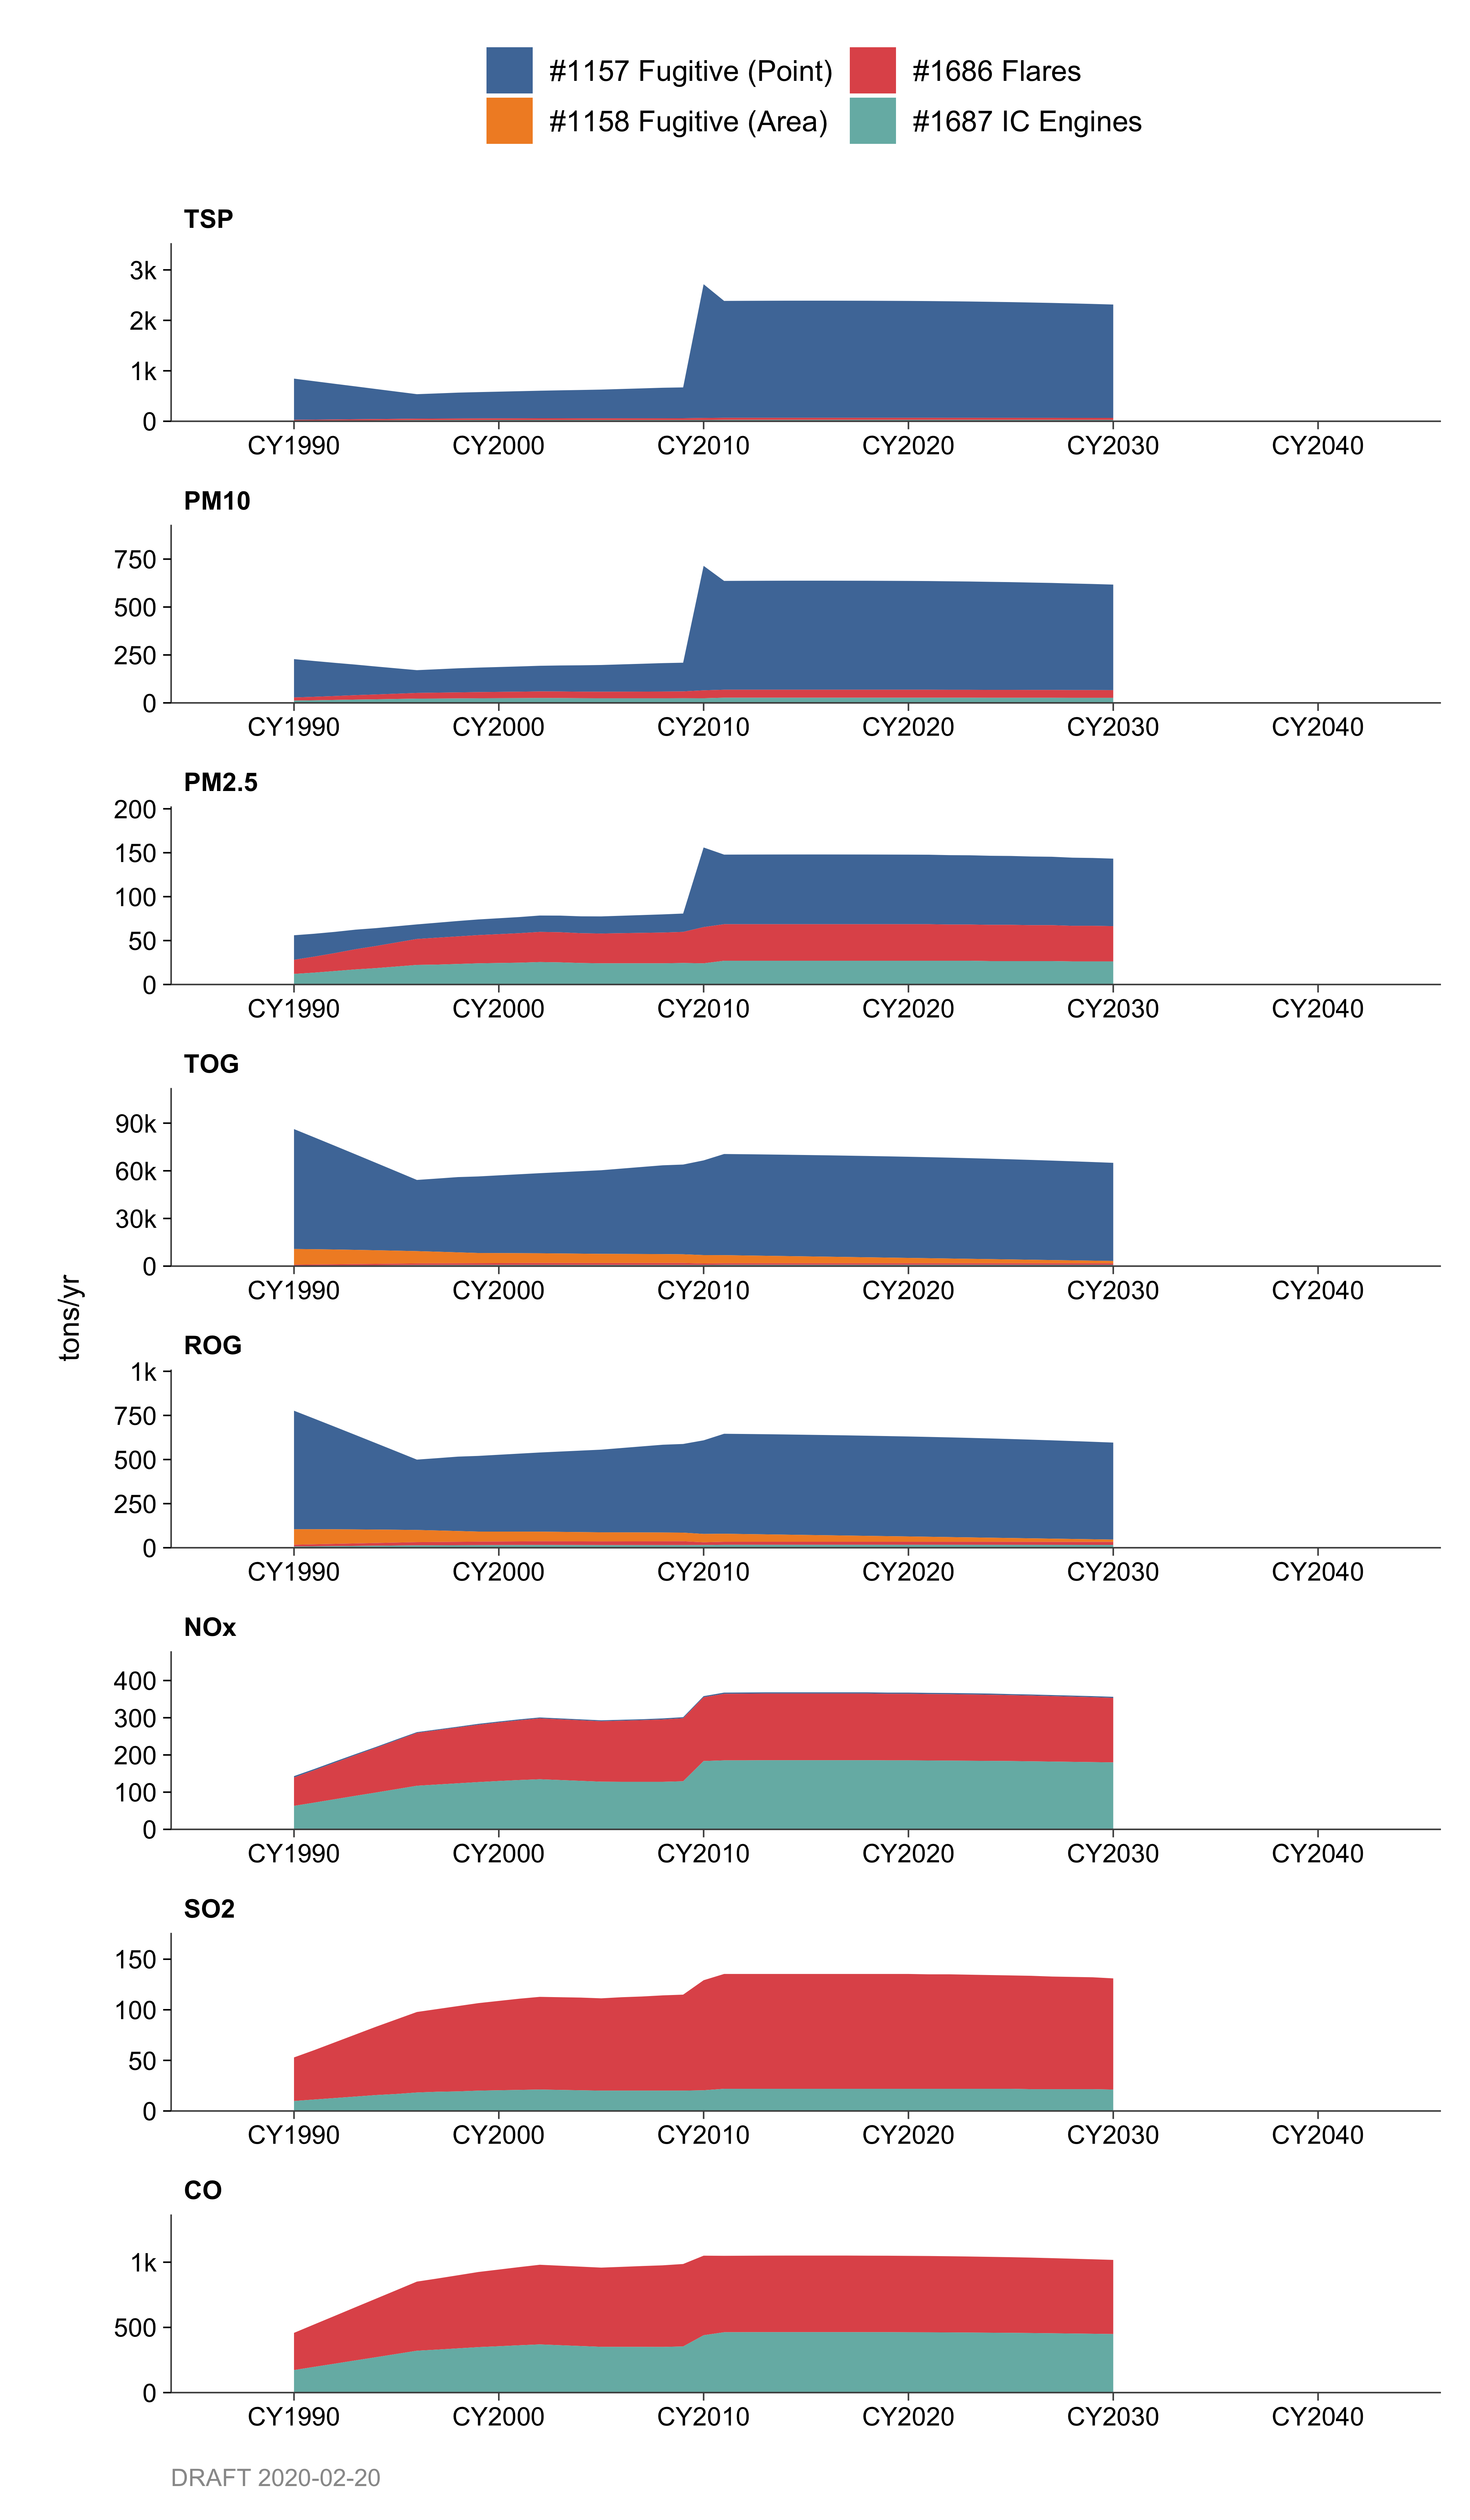 #1157 Fugitive (Point) #1686 Flares
#1158 Fugitive (Area) #1687 IC Engines
tons/yr
TSP
3k
2k
1k
0
CY1990 CY2000 CY2010 CY2020 CY2030 CY2040
PM10
750
500
250
0
CY1990 CY2000 CY2010 CY2020 CY2030 CY2040
PM2.5
200
150
100
50
0
CY1990 CY2000 CY2010 CY2020 CY2030 CY2040
TOG
90k
60k
30k
0
CY1990 CY2000 CY2010 CY2020 CY2030 CY2040
ROG
1k
750
500
250
0
CY1990 CY2000 CY2010 CY2020 CY2030 CY2040
NOx
400
300
200
100
0
CY1990 CY2000 CY2010 CY2020 CY2030 CY2040
SO2
150
100
50
0
CY1990 CY2000 CY2010 CY2020 CY2030 CY2040
CO
1k
500
0
CY1990 CY2000 CY2010 CY2020 CY2030 CY2040
DRAFT 2020-02-20